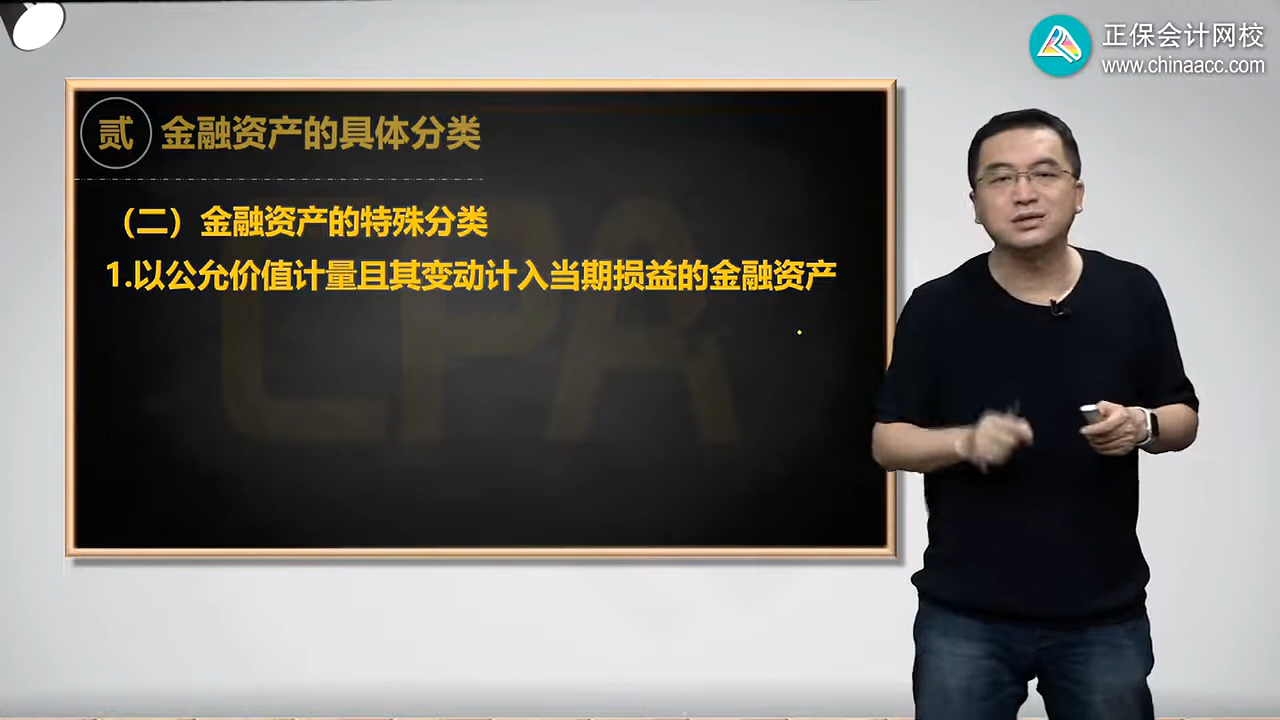 正保会计网校
www.chinaacc.com
贰 金融资产的具体分类
（二）金融资产的特殊分类
1.以公允价值计量且其变动计入当期损益的金融资产
CPA